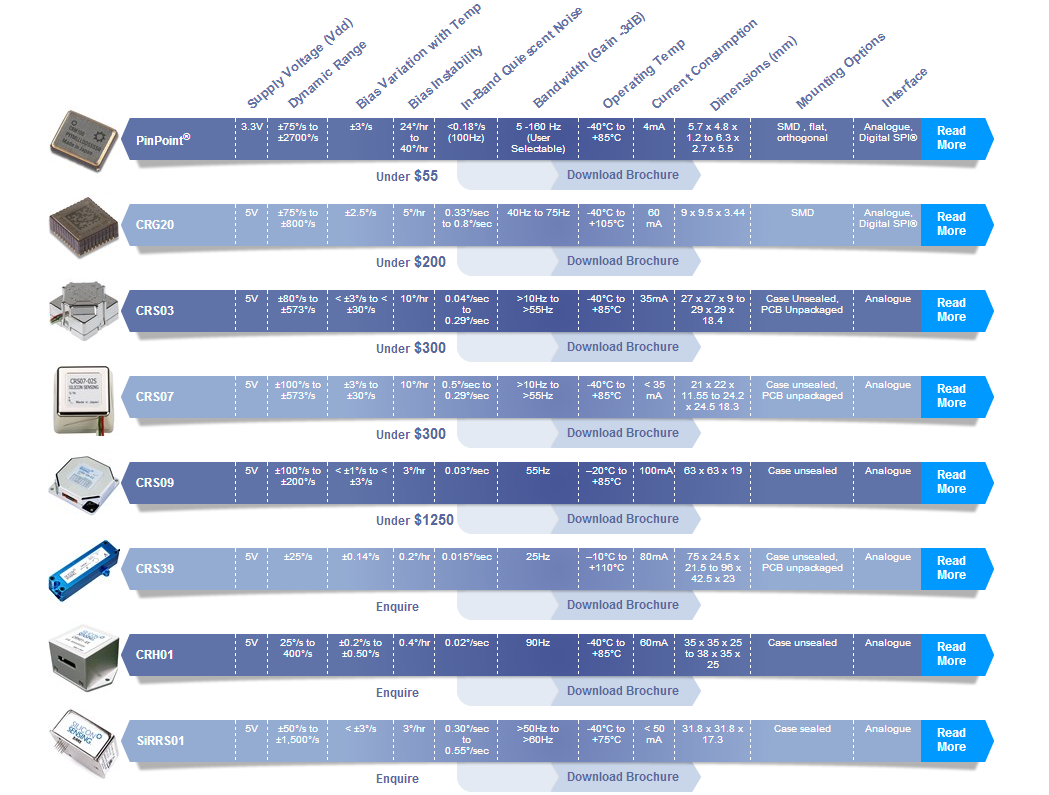 Supply Voltage (Vdd)
Dynamic Range
Bias Variation with Temp
Bias Instability
In-Band Quiescent Noise
Bandwidth (Gain -3dB)
Operating Temp
Current Consumption
Dimensions (mm)
Mounting Options
Interface
PinPoint®
3.3V
±75°/s to
±2700°/s
±3°/s
24°/hr
to
40°/hr
<0.18°/s
(100Hz)
5 -160 Hz
(User
Selectable)
-40°C to
+85°C
4mA
5.7 x 4.8 x
1.2 to 6.3 x
2.7 x 5.5
SMD , flat,
orthogonal
Analogue,
Digital SPI®
Read
More
Under $55
Download Brochure
CRG20
5V
±75°/s to
±800°/s
±2.5°/s
5°/hr
0.33°/sec
to 0.8°/sec
40Hz to 75Hz
-40°C to
+105°C
60
mA
9 x 9.5 x 3.44
SMD
Analogue,
Digital SPI®
Read
More
Under $200
Download Brochure
CRS03
5V
±80°/s to
±573°/s
< ±3°/s to <
±30°/s
10°/hr
0.04°/sec
to
0.29°/sec
>10Hz to
>55Hz
-40°C to
+85°C
35mA
27 x 27 x 9 to
29 x 29 x
18.4
Case Unsealed,
PCB Unpackaged
Analogue
Read
More
Under $300
Download Brochure
CRS07-02S
SILICON SENSING
CRS07
5V
±100°/s to
±573°/s
±3°/s to
±30°/s
10°/hr
0.5°/sec to
0.29°/sec
>10Hz to
>55Hz
-40°C to
+85°C
< 35
mA
21 x 22 x
11.55 to 24.2
x 24.5 18.3
Case unsealed,
PCB unpackaged
Analogue
Read
More
Under $300
Download Brochure
CRS09
5V
±100°/s to
±200°/s
< ±1°/s to <
±3°/s
3°/hr
0.03°/sec
55Hz
–20°C to
+85°C
100mA
63 x 63 x 19
Case unsealed
Analogue
Read
More
Under $1250
Download Brochure
CRS39
5V
±25°/s
±0.14°/s
0.2°/hr
0.015°/sec
25Hz
–10°C to
+110°C
80mA
75 x 24.5 x
21.5 to 96 x
42.5 x 23
Case unsealed,
PCB unpackaged
Analogue
Read
More
Enquire
Download Brochure
SILICON
SENSING
CRH01
5V
25°/s to
400°/s
±0.2°/s to
±0.50°/s
0.4°/hr
0.02°/sec
90Hz
-40°C to
+85°C
60mA
35 x 35 x 25
to 38 x 35 x
25
Case unsealed
Analogue
Read
More
Enquire
Download Brochure
SILICON
SENSING
SiRRS01
5V
±50°/s to
±1,500°/s
< ±3°/s
3°/hr
0.30°/sec
to
0.55°/sec
>50Hz to
>60Hz
-40°C to
+75°C
< 50
mA
31.8 x 31.8 x
17.3
Case sealed
Analogue
Read
More
Enquire
Download Brochure